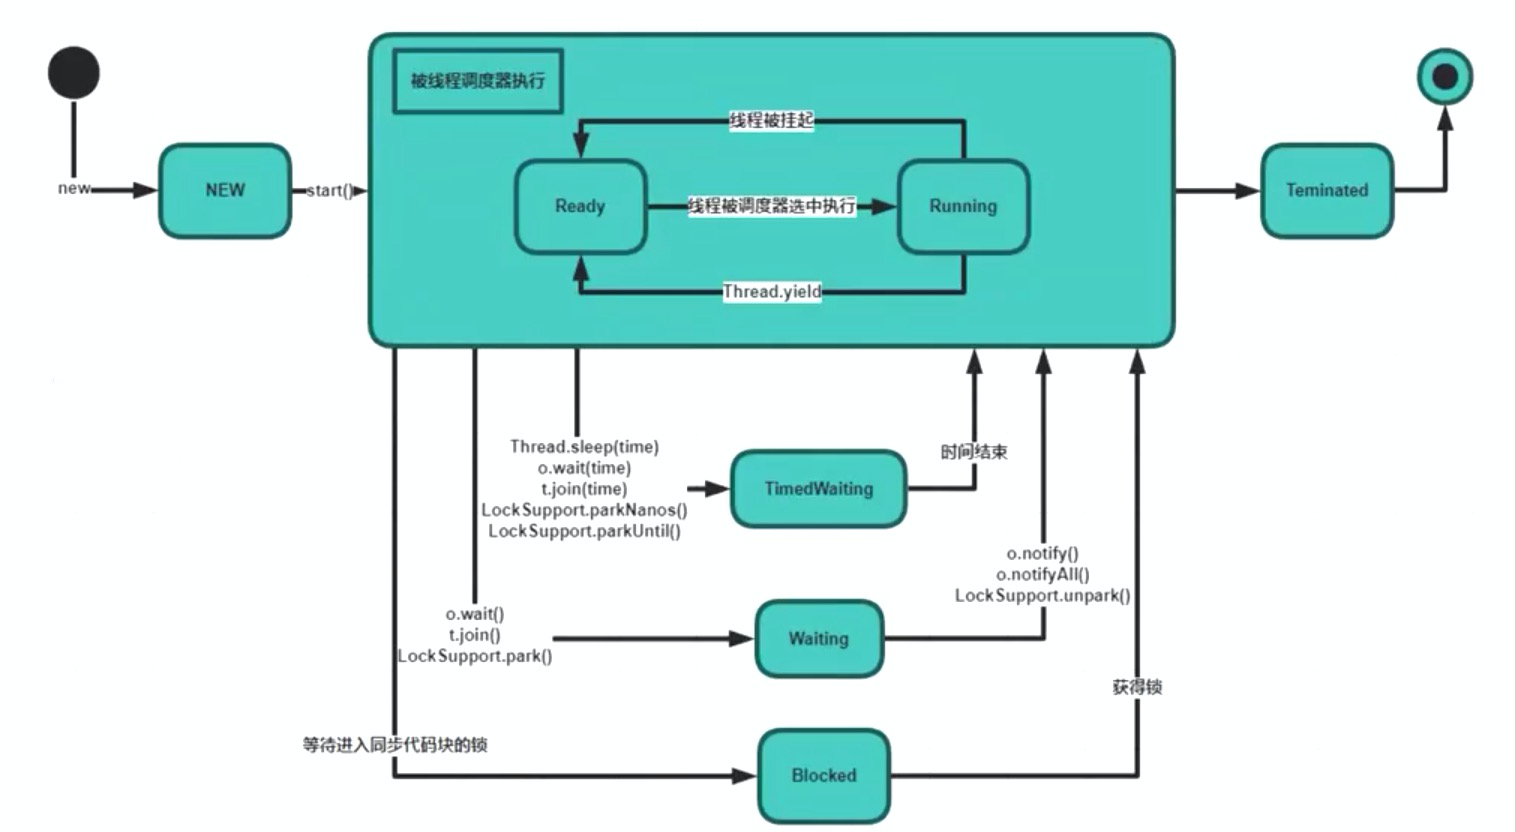 被线程调度器执行
线程被挂起
new
NEW
start()
Ready
线程被调度器选中执行
Running
Teminated
Thread.yield
Thread.sleep(time)
o.wait(time)
t.join(time)
LockSupport.parkNanos()
LockSupport.parkUntil()
TimedWaiting
时间结束
o.notify()
o.notifyAll()
LockSupport.unpark()
o.wait()
t.join()
LockSupport.park()
Waiting
获得锁
等待进入同步代码块的锁
Blocked